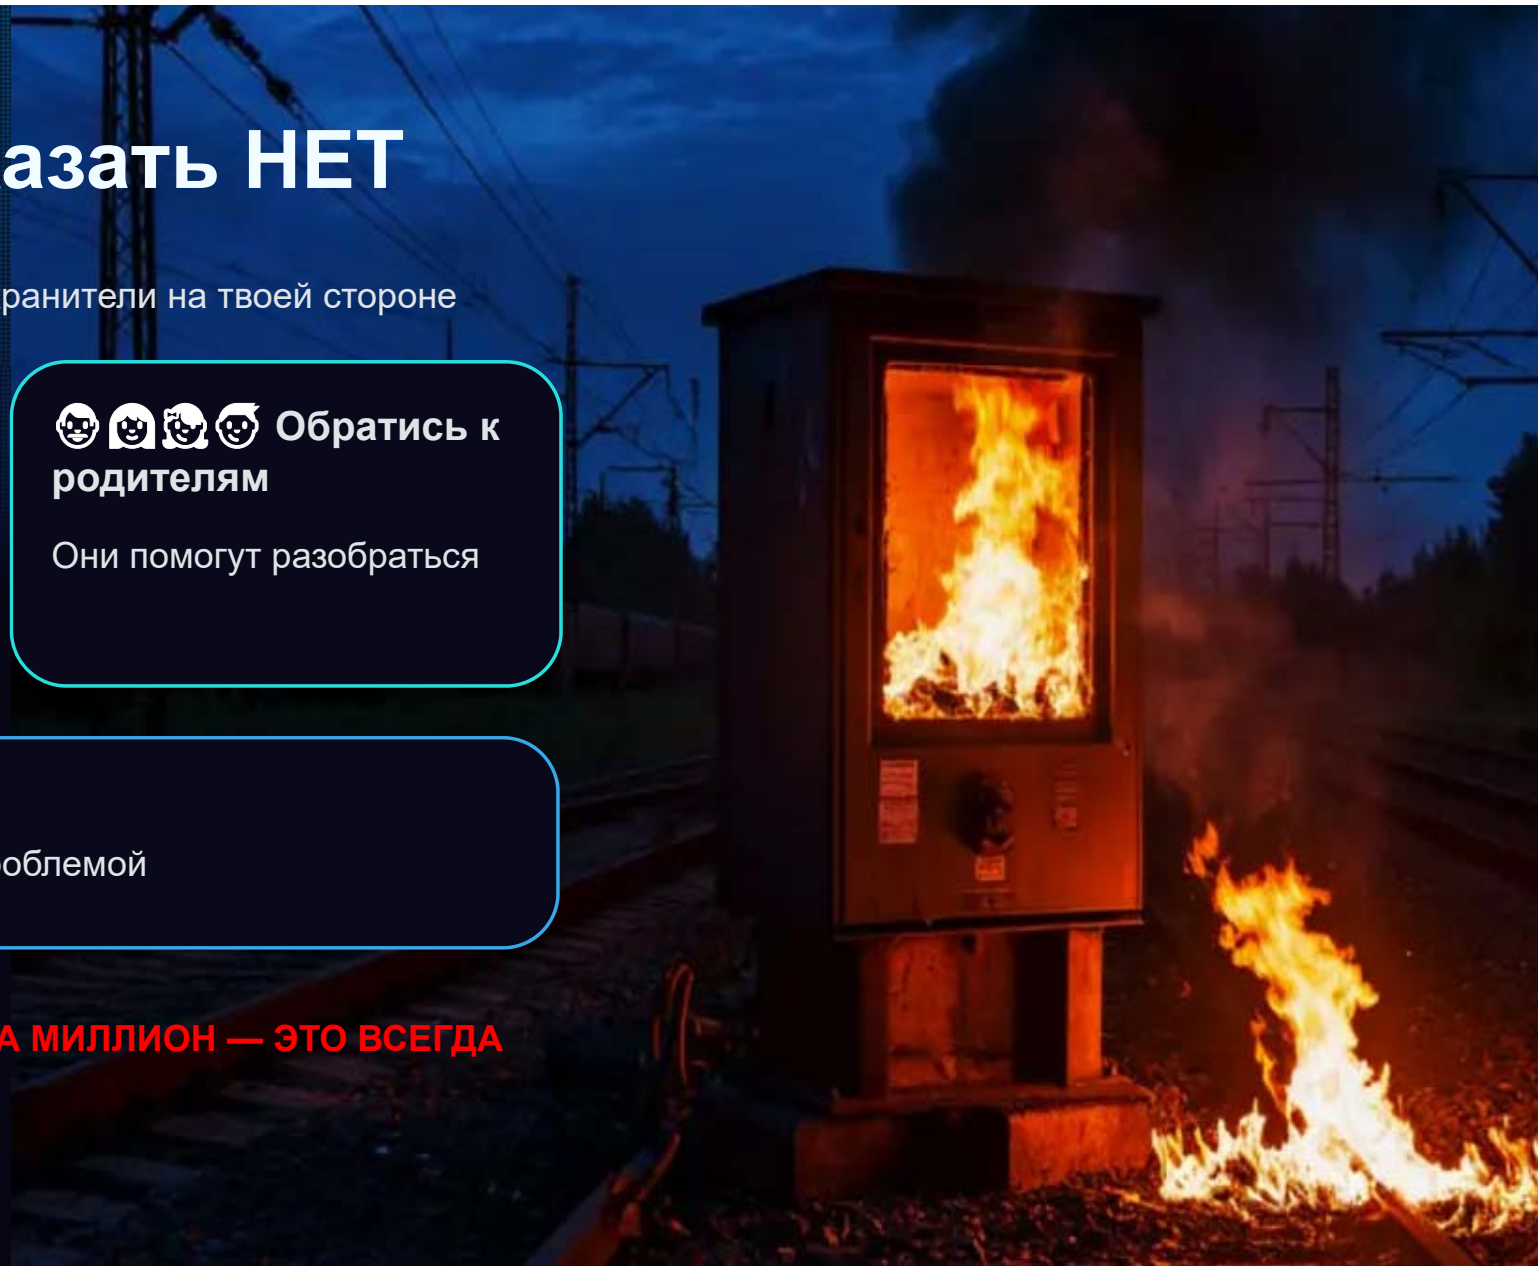 азать НЕТ
ранители на твоей стороне
👨👩👧👦 Обратись к
родителям
Они помогут разобраться
облемой
А МИЛЛИОН — ЭТО ВСЕГДА